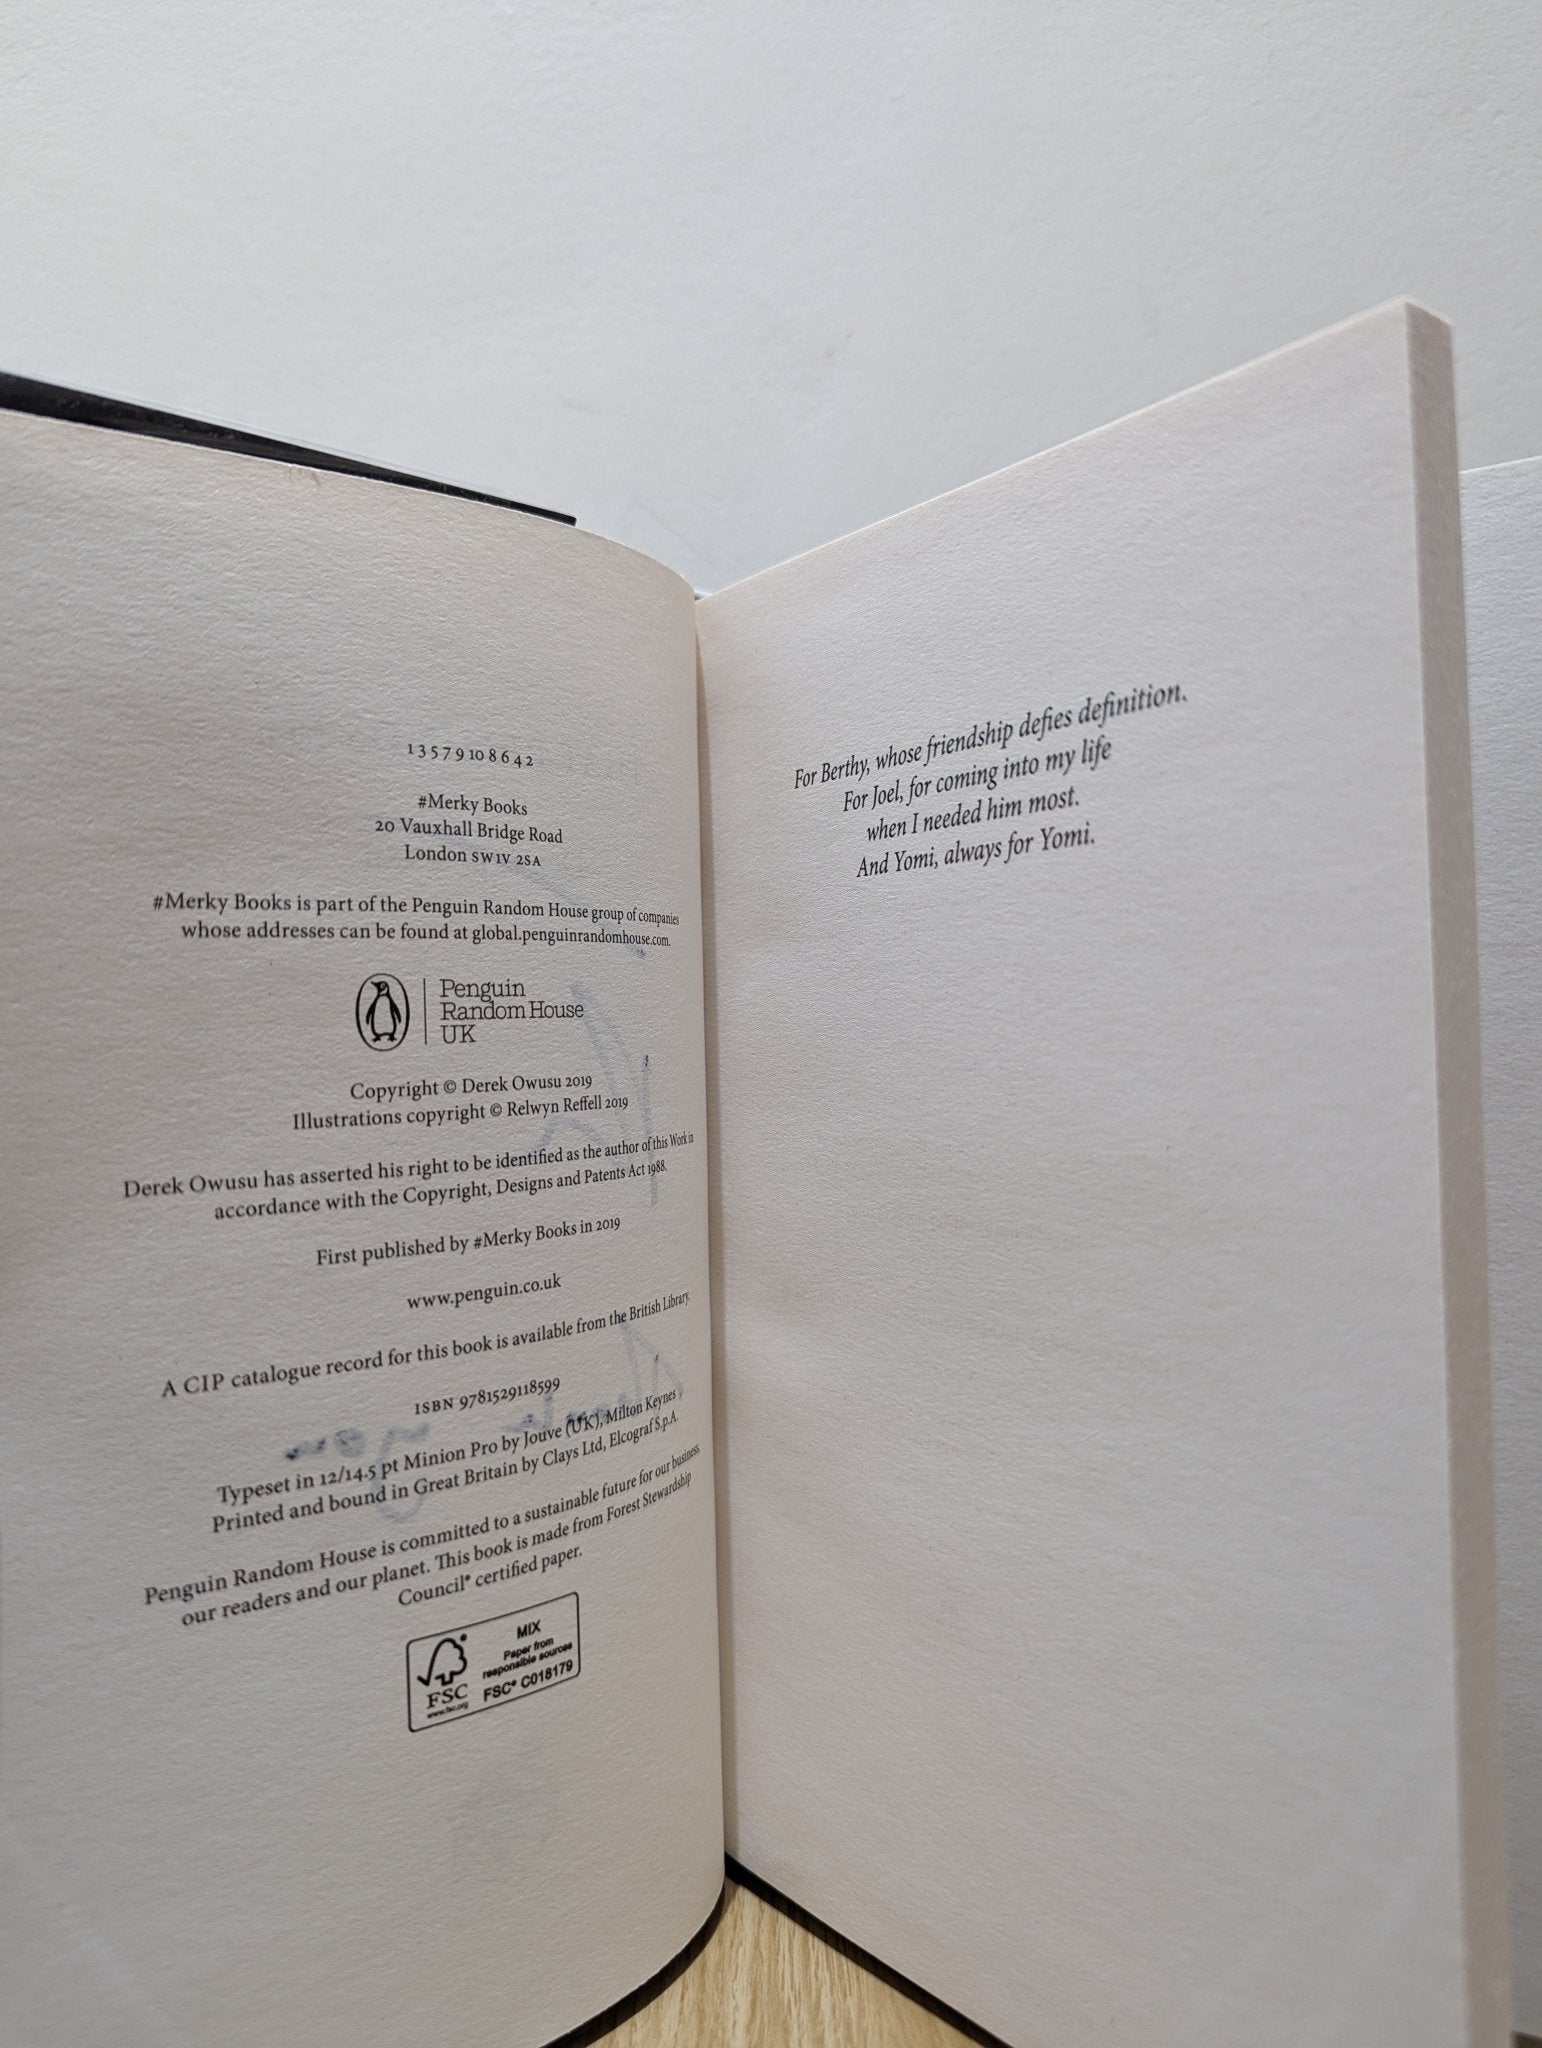 1 3 5 7 9 10 8 6 4 2
#Merky Books
20 Vauxhall Bridge Road
London SW1V 2SA
#Merky Books is part of the Penguin Random House group of companies
whose addresses can be found at global.penguinrandomhouse.com.
Penguin
Random House
UK
Copyright © Derek Owusu 2019
Illustrations copyright © Relwyn Reffell 2019
Derek Owusu has asserted his right to be identified as the author of this Work in
accordance with the Copyright, Designs and Patents Act 1988.
First published by #Merky Books in 2019
www.penguin.co.uk
A CIP catalogue record for this book is available from the British Library.
ISBN 9781529118599
Typeset in 12/14.5 pt Minion Pro by Jouve (UK), Milton Keynes
Printed and bound in Great Britain by Clays Ltd, Elcograf S.p.A.
Penguin Random House is committed to a sustainable future for our business,
our readers and our planet. This book is made from Forest Stewardship
Council® certified paper.
FSC
www.fsc.org
MIX
Paper from
responsible sources
FSC® C018179
For Berthy, whose friendship defies definition.
For Joel, for coming into my life
when I needed him most.
And Yomi, always for Yomi.